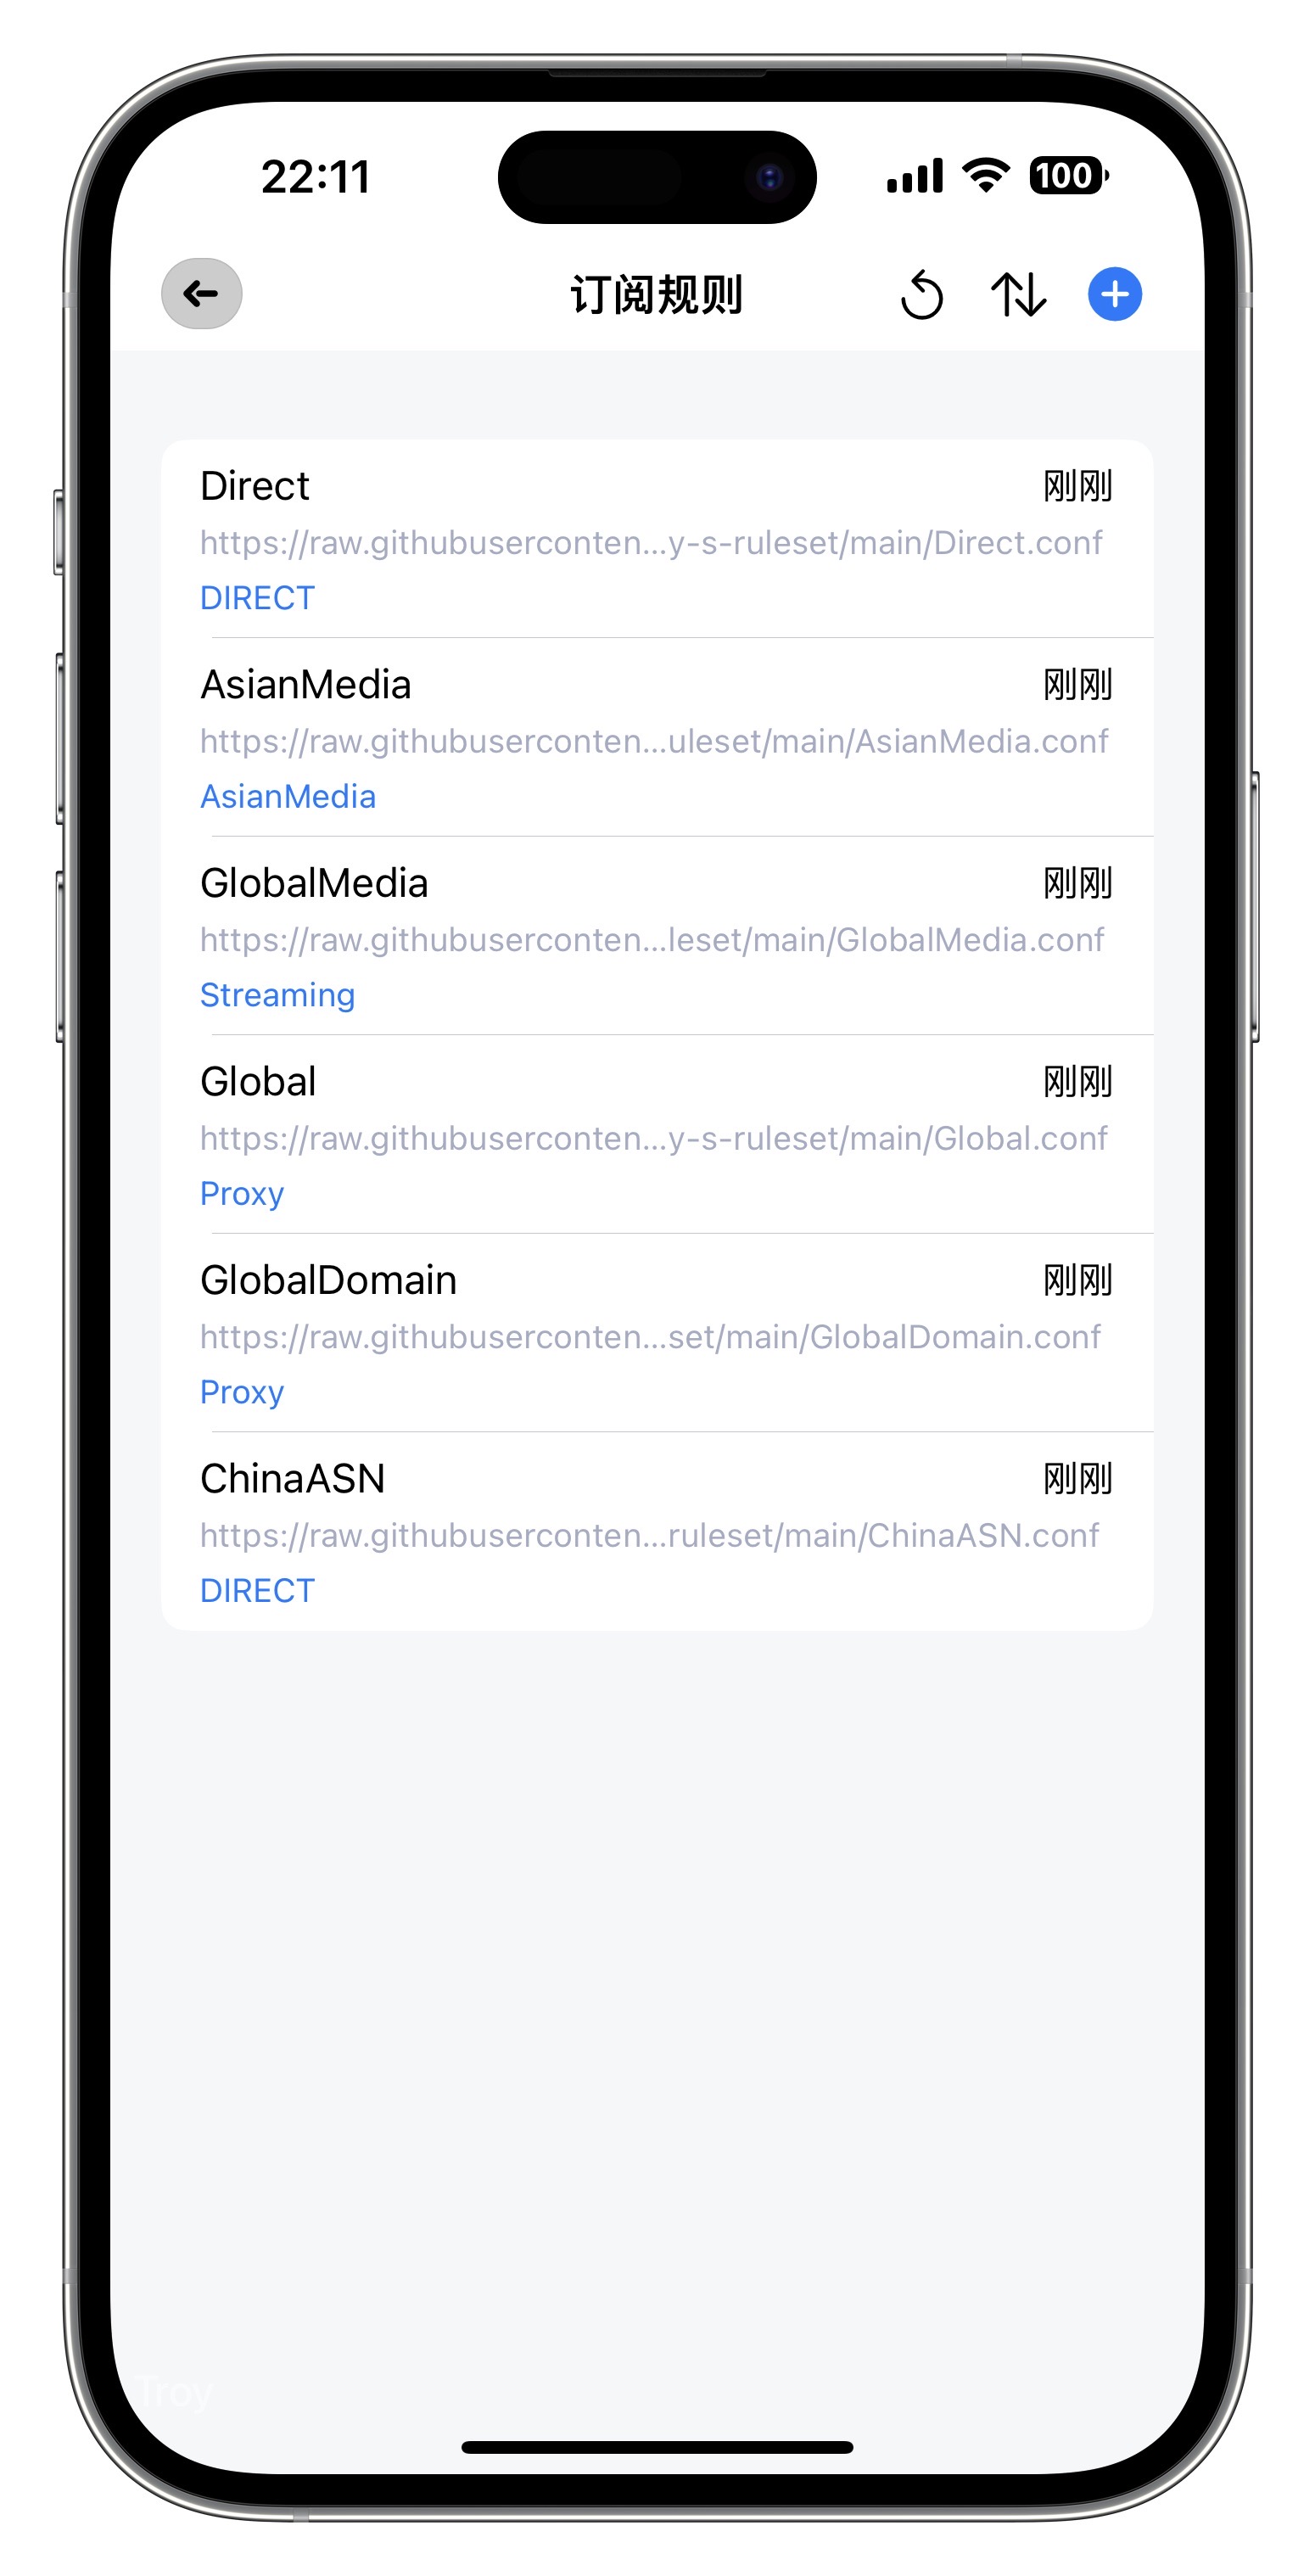 22:11
100
订阅规则
Direct
刚刚
https://raw.githubuserconten...y-s-ruleset/main/Direct.conf
DIRECT
AsianMedia
刚刚
https://raw.githubuserconten...uleset/main/AsianMedia.conf
AsianMedia
GlobalMedia
刚刚
https://raw.githubuserconten...leset/main/GlobalMedia.conf
Streaming
Global
刚刚
https://raw.githubuserconten...y-s-ruleset/main/Global.conf
Proxy
GlobalDomain
刚刚
https://raw.githubuserconten...set/main/GlobalDomain.conf
Proxy
ChinaASN
刚刚
https://raw.githubuserconten...ruleset/main/ChinaASN.conf
DIRECT
Troy